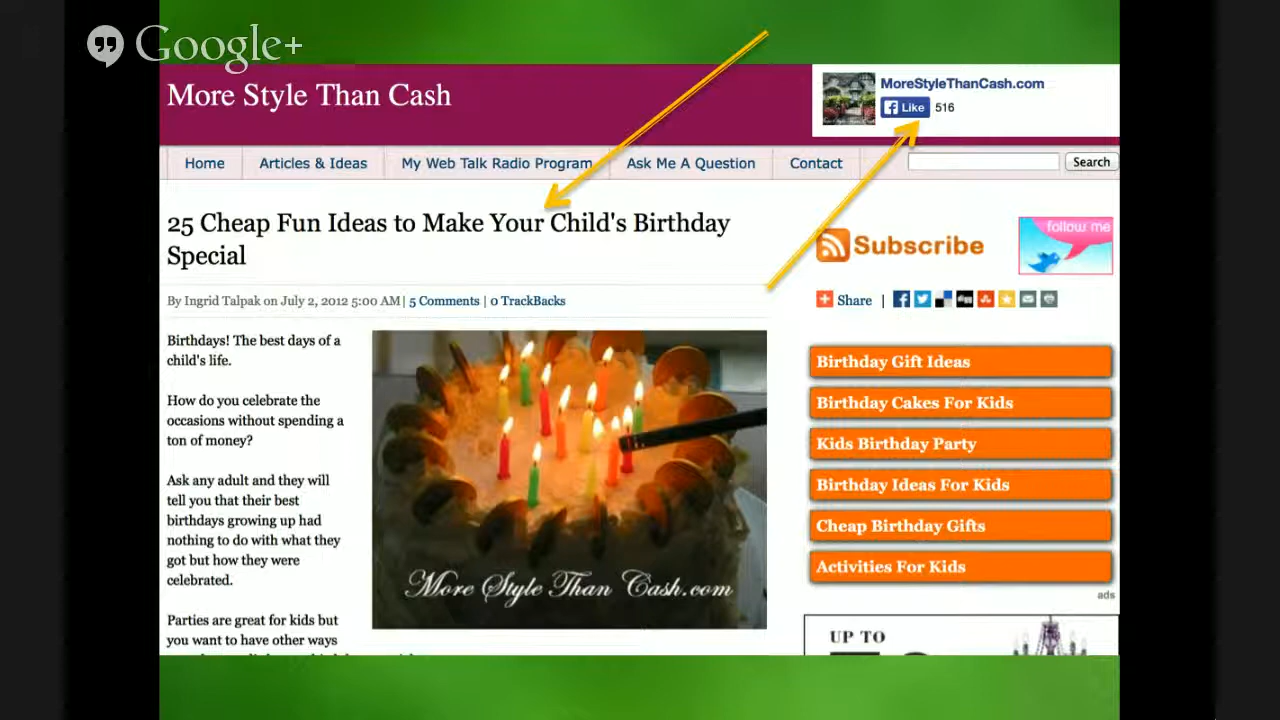 Google+
More Style Than Cash
MoreStyleThanCash.com
Like 516
Home Articles & Ideas My Web Talk Radio Program Ask Me A Question Contact Search
25 Cheap Fun Ideas to Make Your Child's Birthday
Special
By Ingrid Talpak on July 2, 2012 5:00 AM | 5 Comments | 0 TrackBacks
Birthdays! The best days of a
child's life.
How do you celebrate the
occasions without spending a
ton of money?
Ask any adult and they will
tell you that their best
birthdays growing up had
nothing to do with what they
got but how they were
celebrated.
Parties are great for kids but
you want to have other ways
More Style Than Cash.com
Subscribe
follow me
Share |
Birthday Gift Ideas
Birthday Cakes For Kids
Kids Birthday Party
Birthday Ideas For Kids
Cheap Birthday Gifts
Activities For Kids
ads
UP TO